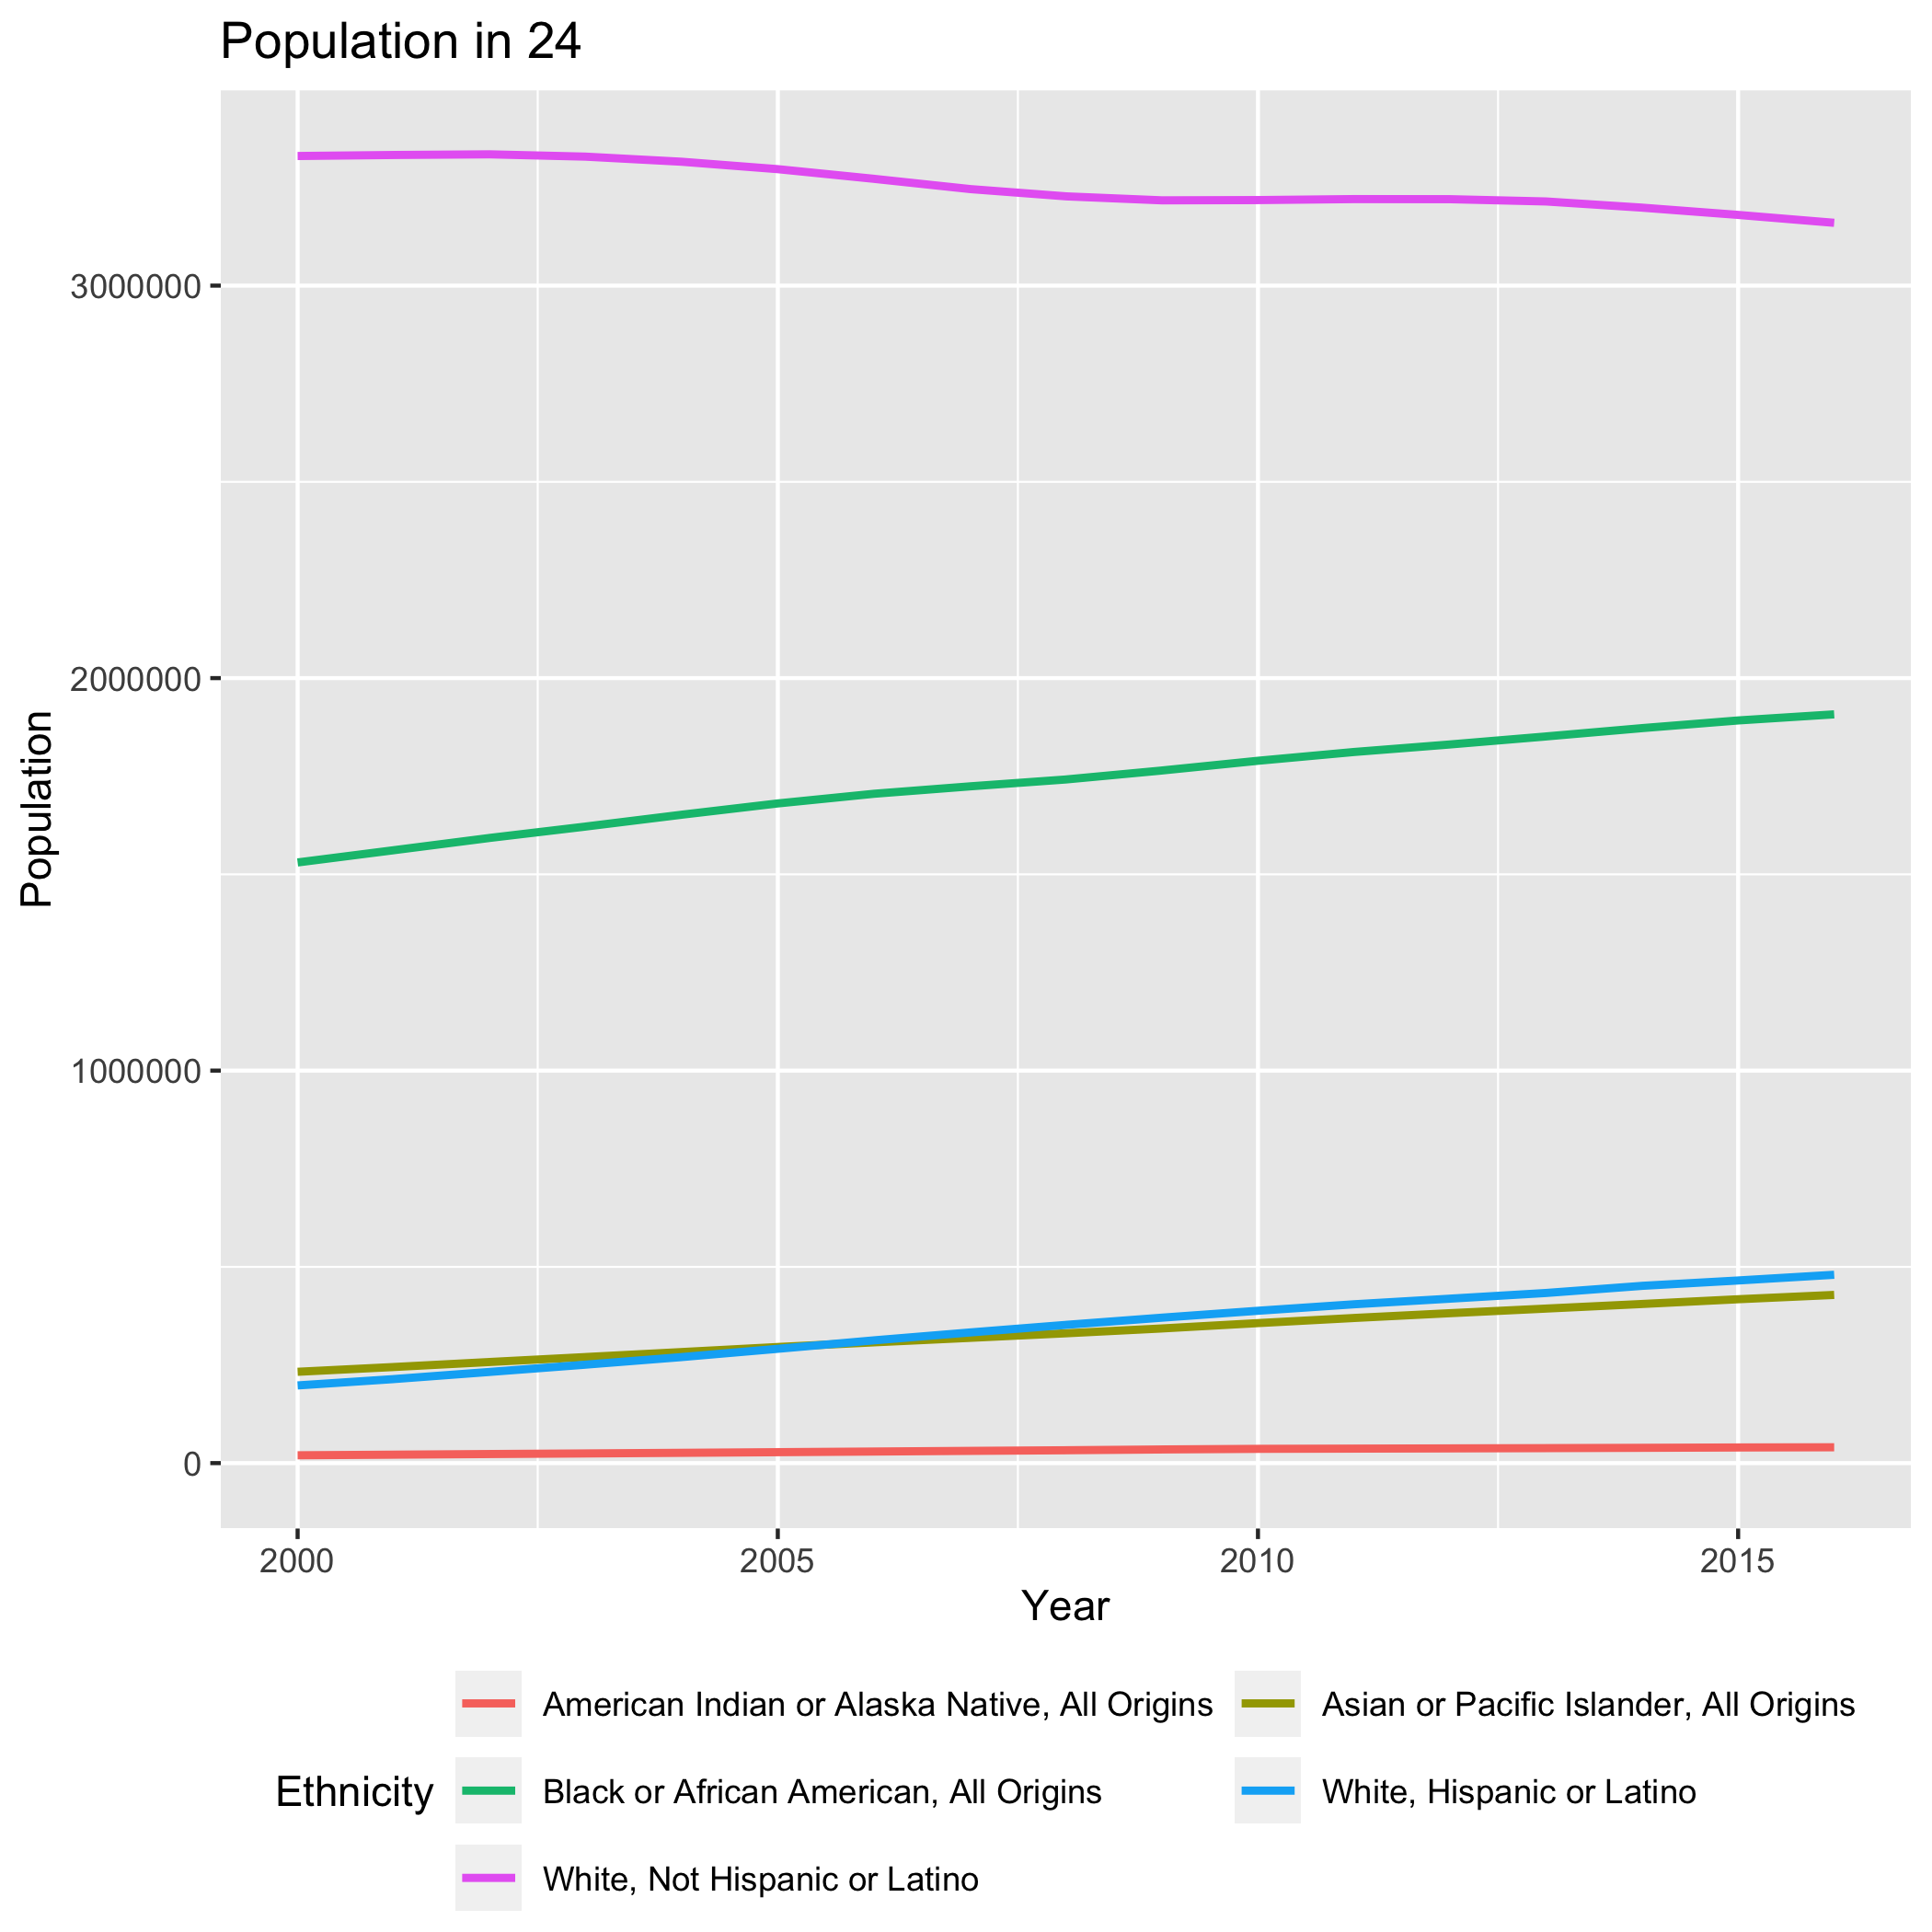 Population in 24
Population
3000000
2000000
1000000
0
2000 2005 2010 2015
Year
Ethnicity
American Indian or Alaska Native, All Origins
Asian or Pacific Islander, All Origins
Black or African American, All Origins
White, Hispanic or Latino
White, Not Hispanic or Latino